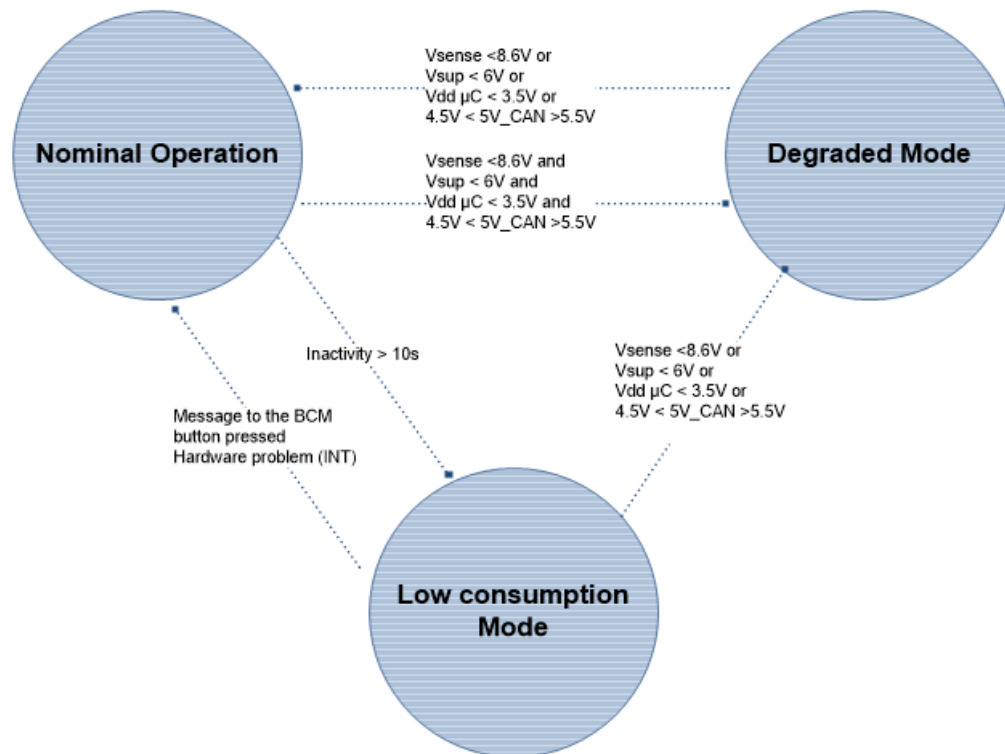 Vsense <8.6V or
Vsup < 6V or
Vdd µC < 3.5V or
4.5V < 5V_CAN >5.5V
Nominal Operation
Degraded Mode
Vsense <8.6V and
Vsup < 6V and
Vdd µC < 3.5V and
4.5V < 5V_CAN >5.5V
Inactivity > 10s
Vsense <8.6V or
Vsup < 6V or
Vdd µC < 3.5V or
4.5V < 5V_CAN >5.5V
Message to the BCM
button pressed
Hardware problem (INT)
Low consumption
Mode